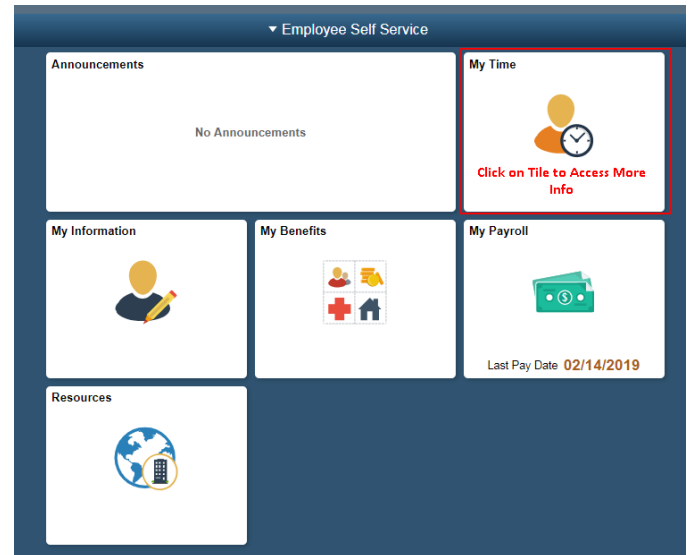 Employee Self Service
Announcements
No Announcements
My Time
Click on Tile to Access More
Info
My Information
My Benefits
My Payroll
Last Pay Date 02/14/2019
Resources